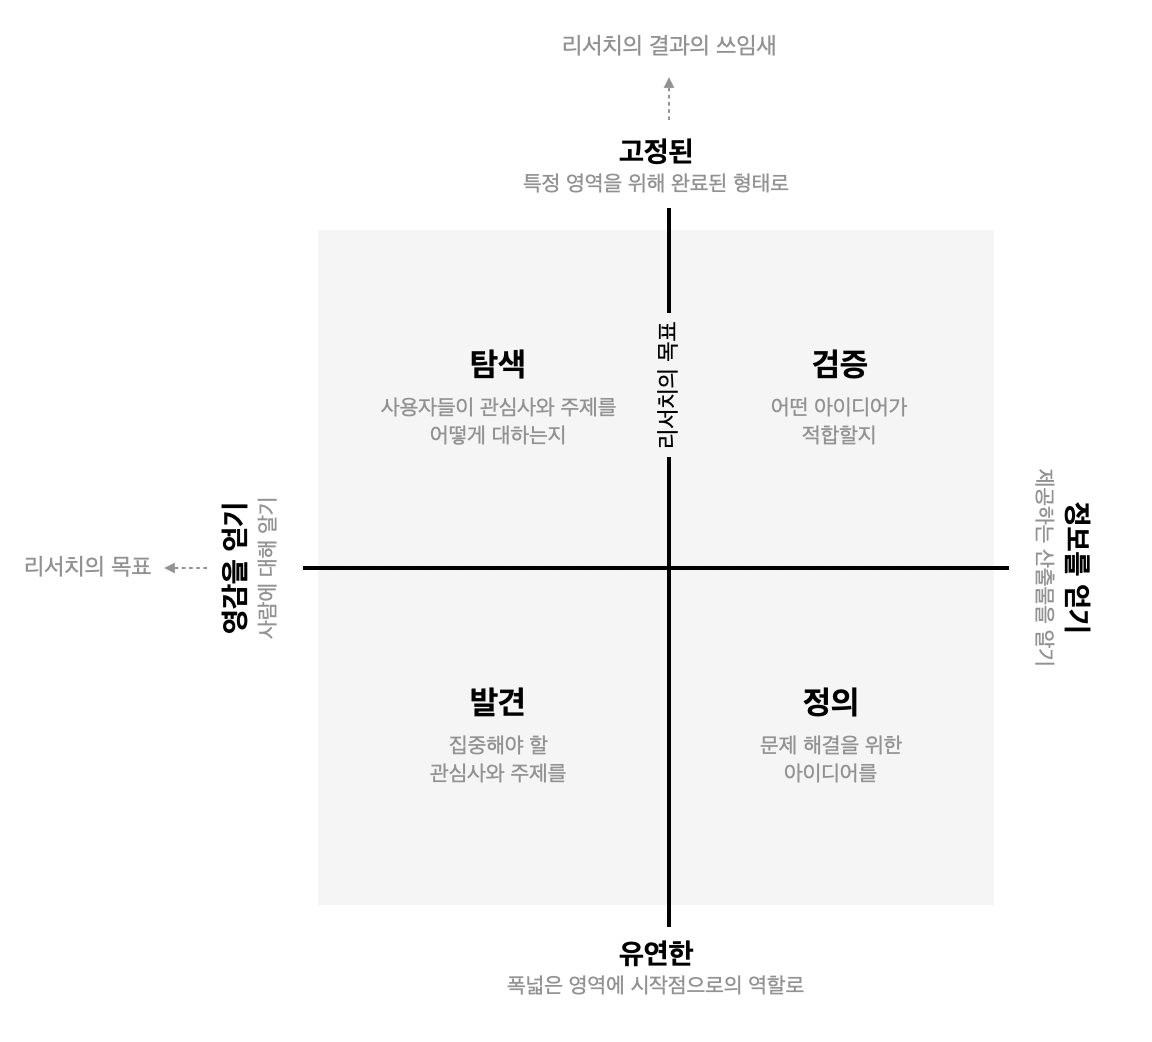 리서치의 결과의 쓰임새
고정된
특정 영역을 위해 완료된 형태로
리서치의 목표
탐색
사용자들이 관심사와 주제를
어떻게 대하는지
검증
어떤 아이디어가
적합할지
리서치의 목표
영감을 얻기
사람에 대해 알기
정보를 얻기
제공하는 산출물을 알기
발견
집중해야 할
관심사와 주제를
정의
문제 해결을 위한
아이디어를
유연한
폭넓은 영역에 시작점으로의 역할로